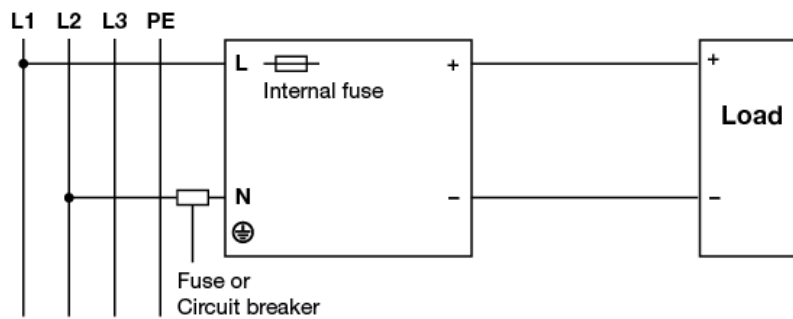 L1 L2 L3 PE
L
Internal fuse
+
+
Load
N
–
–
Fuse or
Circuit breaker